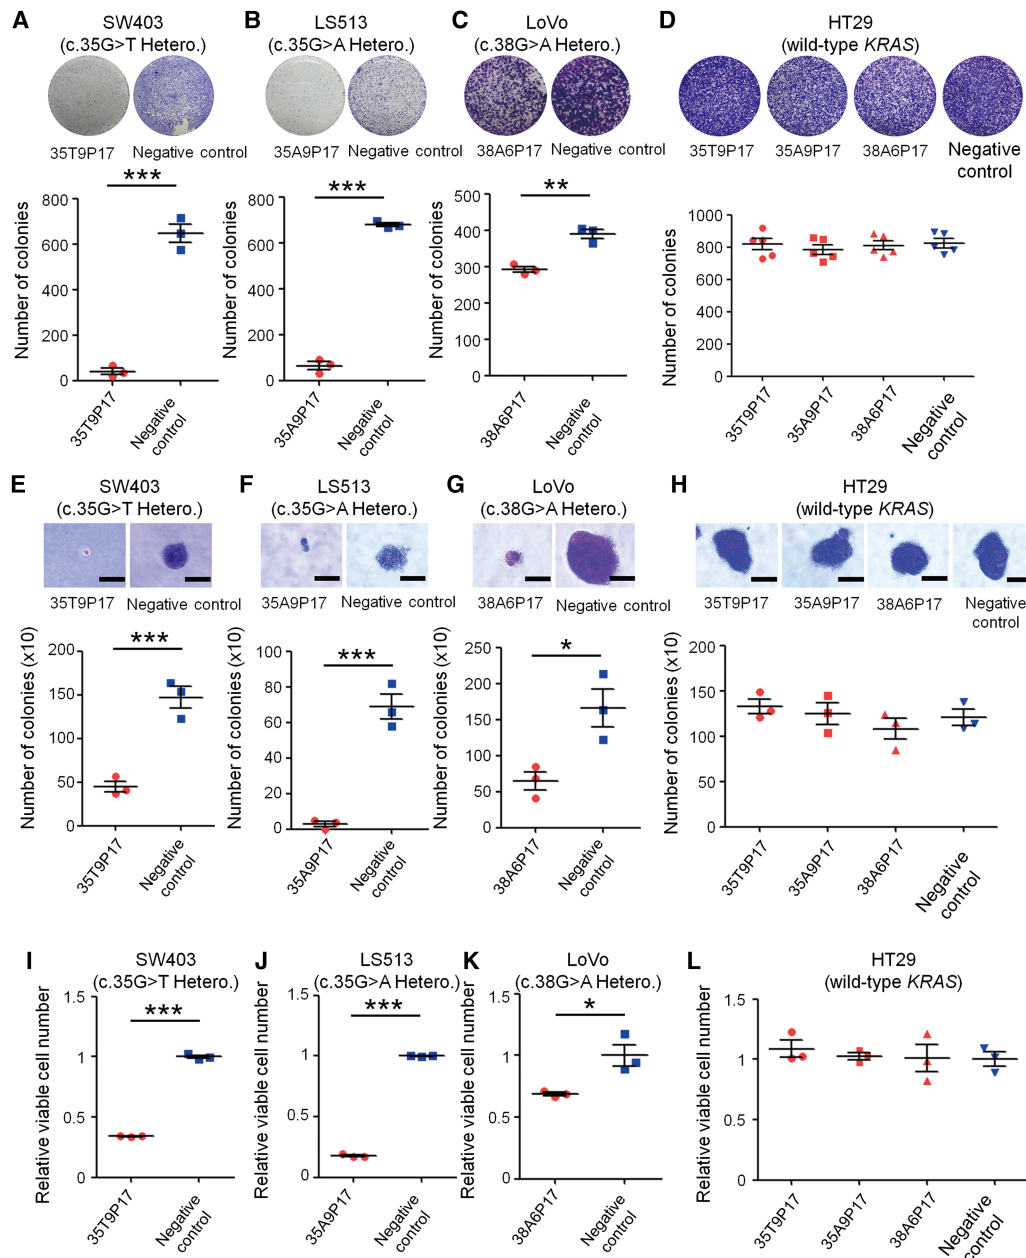 A
SW403
(c.35G>T Hetero.)
35T9P17
Negative control
***
Number of colonies
800
600
400
200
0
35T9P17
Negative
control
B
LS513
(c.35G>A Hetero.)
35A9P17
Negative control
***
Number of colonies
800
600
400
200
0
35A9P17
Negative
control
C
LoVo
(c.38G>A Hetero.)
38A6P17
Negative control
**
Number of colonies
500
400
300
200
100
0
38A6P17
Negative
control
D
HT29
(wild-type KRAS)
35T9P17
35A9P17
38A6P17
Negative
control
Number of colonies
1000
800
600
400
200
0
35T9P17
35A9P17
38A6P17
Negative
control
E
SW403
(c.35G>T Hetero.)
35T9P17
Negative control
***
Number of colonies (x10)
200
150
100
50
0
35T9P17
Negative
control
F
LS513
(c.35G>A Hetero.)
35A9P17
Negative control
***
Number of colonies (x10)
100
80
60
40
20
0
35A9P17
Negative
control
G
LoVo
(c.38G>A Hetero.)
38A6P17
Negative control
*
Number of colonies (x10)
250
200
150
100
50
0
38A6P17
Negative
control
H
HT29
(wild-type KRAS)
35T9P17
35A9P17
38A6P17
Negative
control
Number of colonies (x10)
200
150
100
50
0
35T9P17
35A9P17
38A6P17
Negative
control
I
SW403
(c.35G>T Hetero.)
***
Relative viable cell number
1.5
1
0.5
0
35T9P17
Negative
control
J
LS513
(c.35G>A Hetero.)
***
Relative viable cell number
1.5
1
0.5
0
35A9P17
Negative
control
K
LoVo
(c.38G>A Hetero.)
*
Relative viable cell number
1.5
1
0.5
0
38A6P17
Negative
control
L
HT29
(wild-type KRAS)
Relative viable cell number
1.5
1
0.5
0
35T9P17
35A9P17
38A6P17
Negative
control